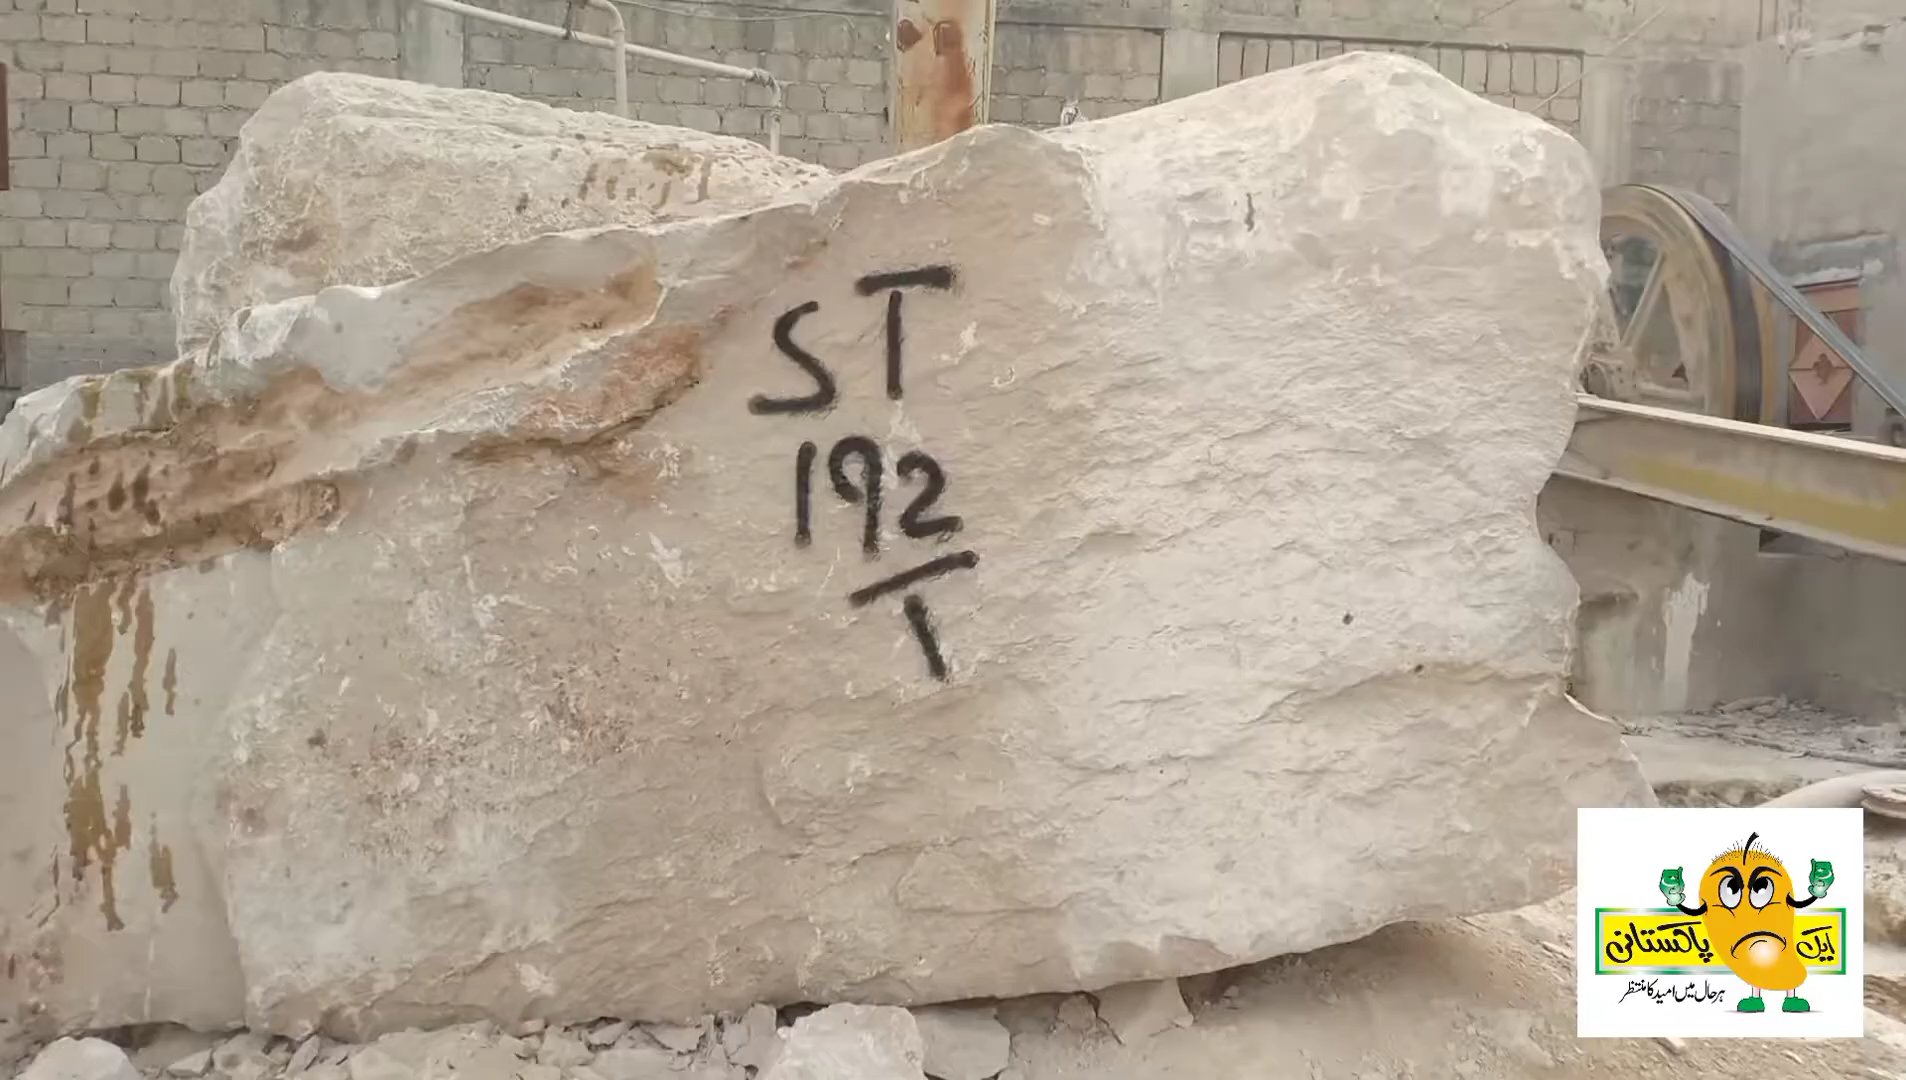 ST
192
1
ایک پاکستانی
ہر حال میں امید کا منتظر